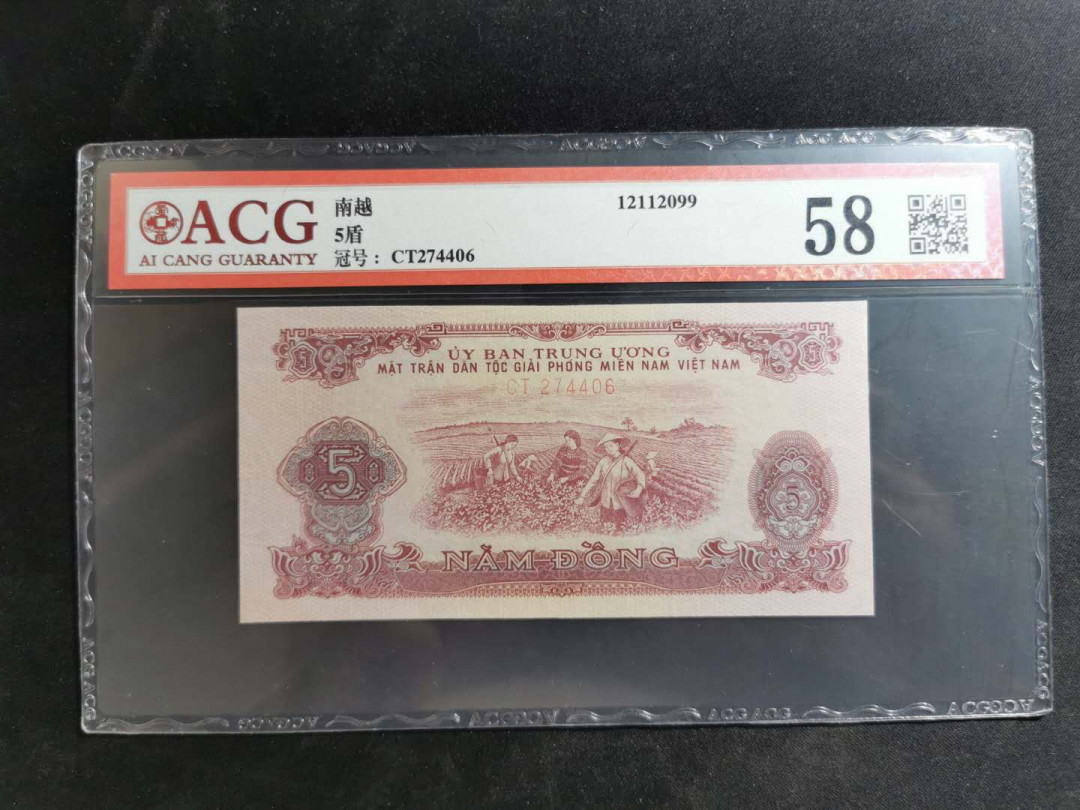 ACG
AI CANG GUARANTY
南越
5盾
冠号：CT274406
12112099
58
ỦY BAN TRUNG ƯƠNG
MẶT TRẬN DÂN TỘC GIẢI PHÓNG MIỀN NAM VIỆT NAM
CT 274406
5
5
NĂM ĐỒNG